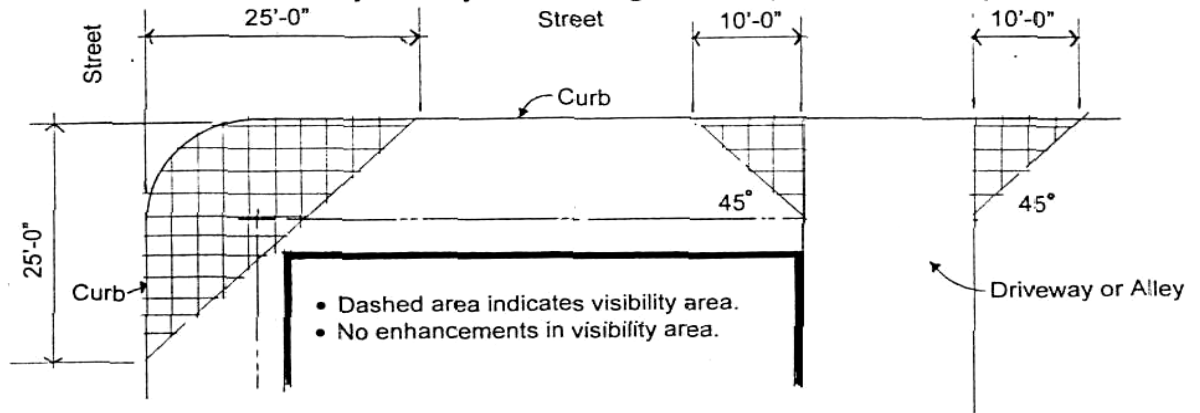 25'-0"
Street
10'-0"
10'-0"
Street
Curb
45°
45°
25'-0"
Curb
Driveway or Alley
• Dashed area indicates visibility area.
• No enhancements in visibility area.